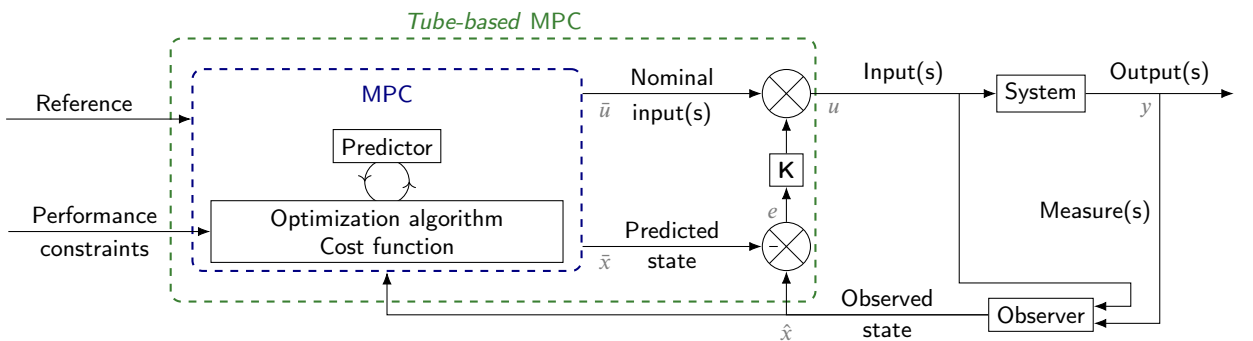 Tube-based MPC
MPC
Reference
Performance
constraints
Predictor
Optimization algorithm
Cost function
Nominal
input(s)
ū
K
e
Predicted
state
x̄
-
u
Input(s)
System
Output(s)
y
Measure(s)
Observer
Observed
state
x̂